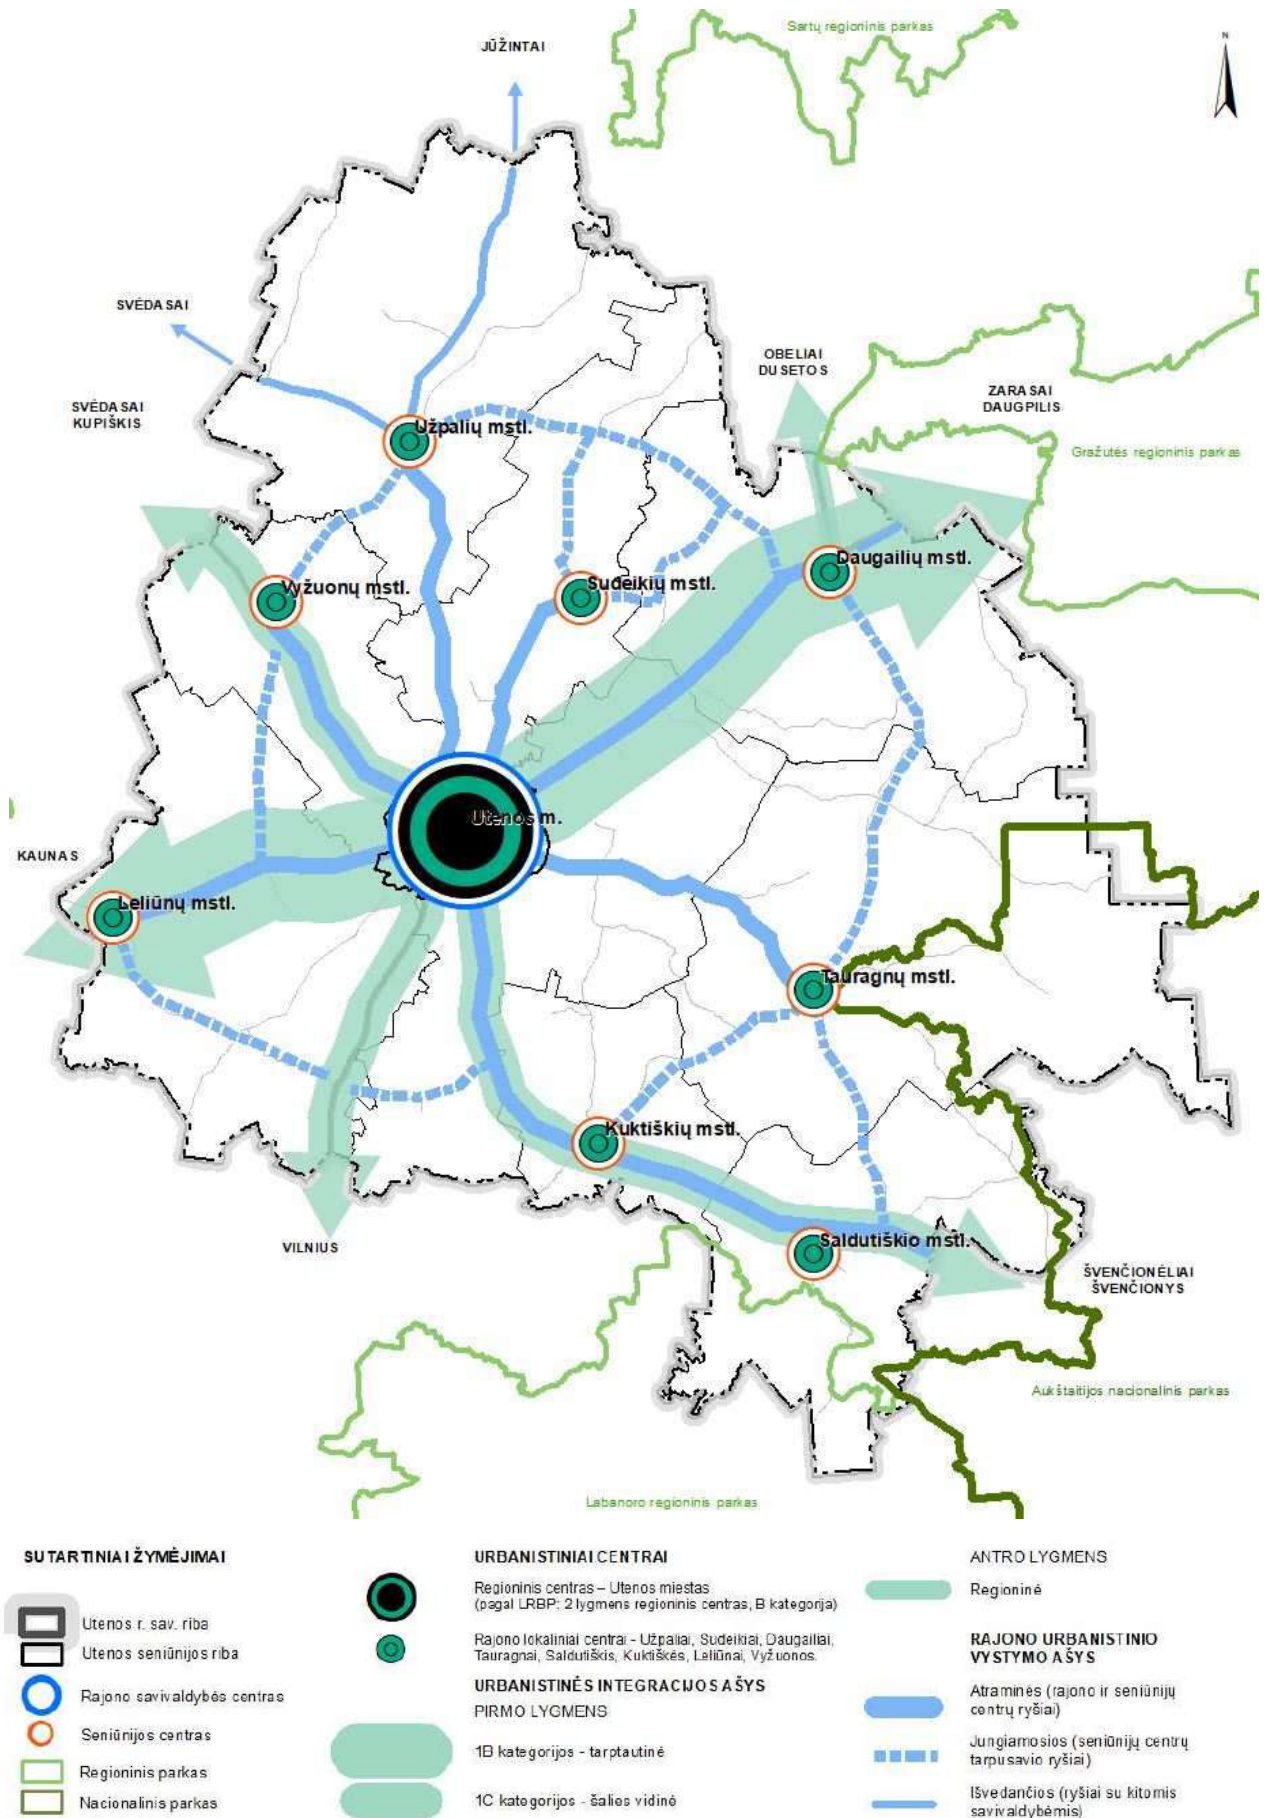 Sartų regioninis parkas
N
JŪŽINTAI
SVĖDASAI
OBELIAI
DUSETOS
ZARASAI
DAUGPILIS
SVĖDASAI
KUPIŠKIS
Užpalių mstl.
Gražutės regioninis parkas
Daugailių mstl.
Vyžuonų mstl.
Sudeikių mstl.
Utenos m.
KAUNAS
Leliūnų mstl.
Tauragnų mstl.
Kuktiškių mstl.
VILNIUS
Saldutiškio mstl.
ŠVENČIONĖLIAI
ŠVENČIONYS
Aukštaitijos nacionalinis parkas
Labanoro regioninis parkas
SUTARTINIAI ŽYMĖJIMAI
Utenos r. sav. riba
Utenos seniūnijos riba
Rajono savivaldybės centras
Seniūnijos centras
Regioninis parkas
Nacionalinis parkas
URBANISTINIAI CENTRAI
Regioninis centras – Utenos miestas
(pagal LRBP: 2 lygmens regioninis centras, B kategorija)
Rajono lokaliniai centrai - Užpaliai, Sudeikiai, Daugailiai,
Tauragnai, Saldutiškis, Kuktiškės, Leliūnai, Vyžuonos.
URBANISTINĖS INTEGRACIJOS AŠYS
PIRMO LYGMENS
1B kategorijos - tarptautinė
1C kategorijos - šalies vidinė
ANTRO LYGMENS
Regioninė
RAJONO URBANISTINIO
VYSTYMO AŠYS
Atraminės (rajono ir seniūnijų
centrų ryšiai)
Jungiamosios (seniūnijų centrų
tarpusavio ryšiai)
Išvedančios (ryšiai su kitomis
savivaldybėmis)